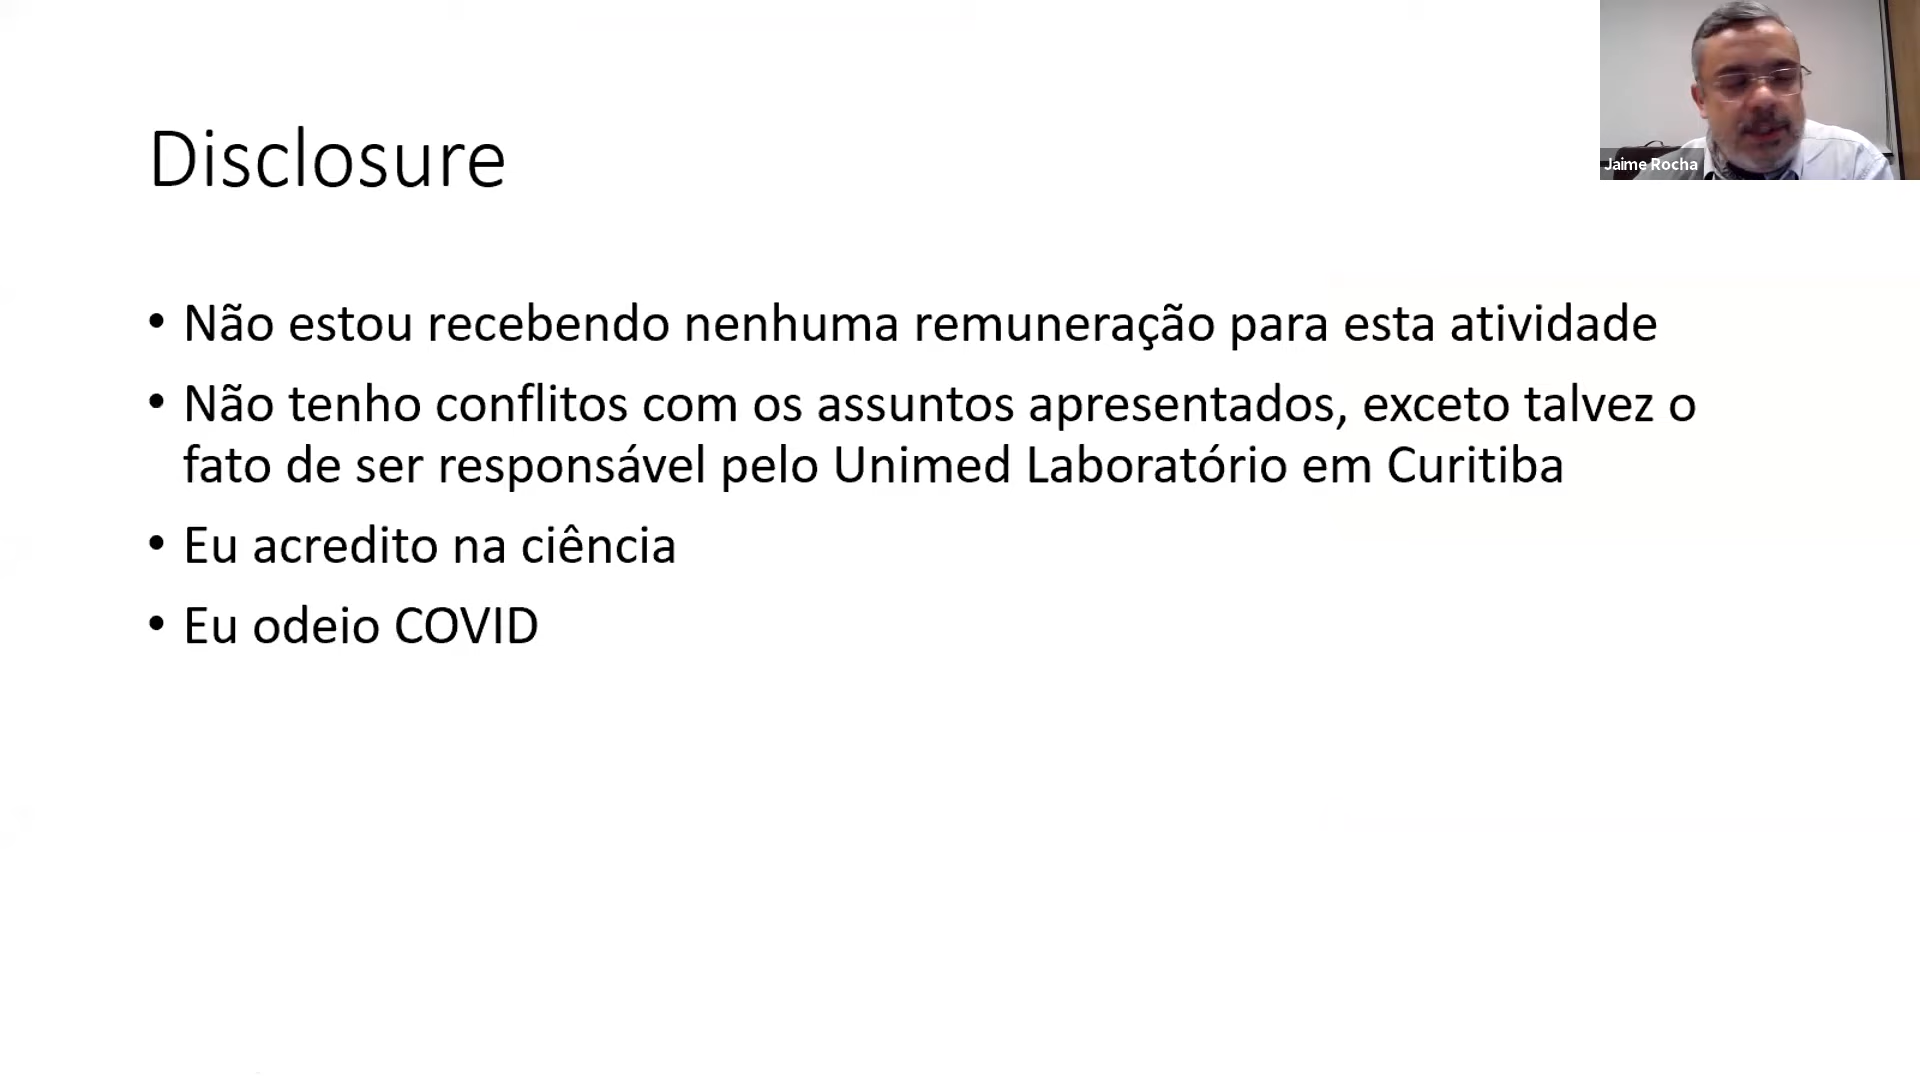 Disclosure
Jaime Rocha
• Não estou recebendo nenhuma remuneração para esta atividade
• Não tenho conflitos com os assuntos apresentados, exceto talvez o
fato de ser responsável pelo Unimed Laboratório em Curitiba
• Eu acredito na ciência
• Eu odeio COVID